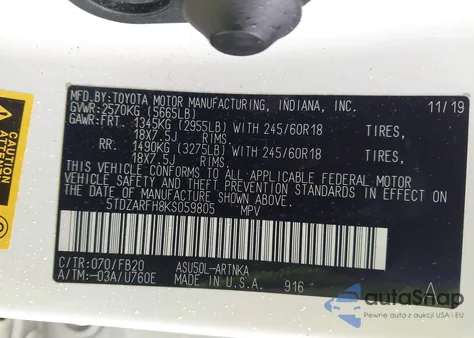 MFD.BY:TOYOTA MOTOR MANUFACTURING, INDIANA, INC. 11/19
GVWR:2570KG (5665LB)
GAWR:FRT. 1345KG (2955LB) WITH 245/60R18 TIRES,
18X7.5J RIMS.
RR. 1490KG (3275LB) WITH 245/60R18 TIRES,
18X7.5J RIMS.
THIS VEHICLE CONFORMS TO ALL APPLICABLE FEDERAL MOTOR
VEHICLE SAFETY AND THEFT PREVENTION STANDARDS IN EFFECT ON
THE DATE OF MANUFACTURE SHOWN ABOVE.
5TDZARFH8KS059805 MPV
C/TR:070/FB20 ASU50L-ARTNKA
A/TM:-03A/U760E MADE IN U.S.A. 916 A
CAUTION
autoSnap
Pewne auta z aukcji USA i EU